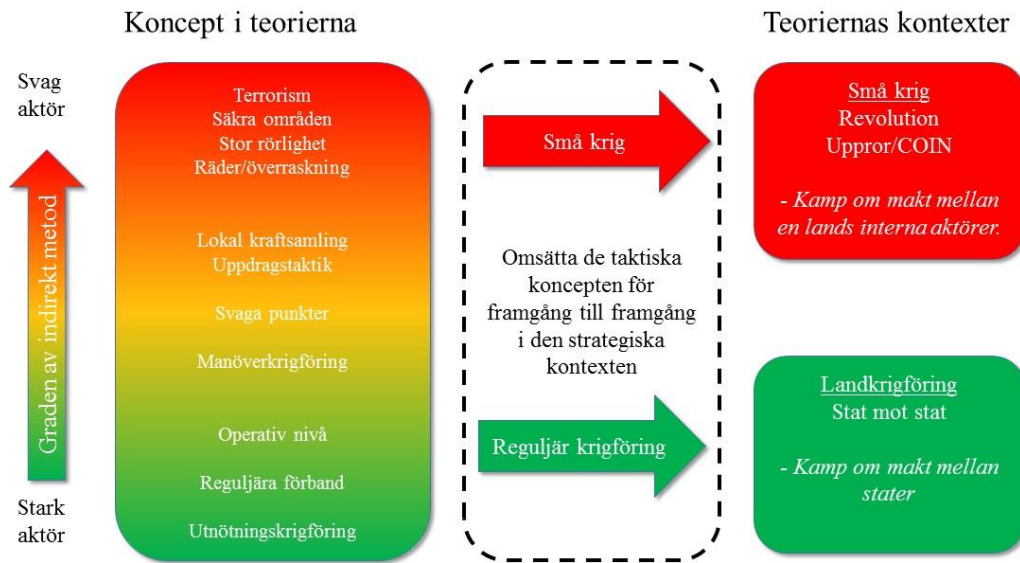 Koncept i teorierna
Teoriernas kontexter
Svag
aktör
Graden av indirekt metod
Stark
aktör
Terrorism
Säkra områden
Stor rörlighet
Räder/överraskning
Lokal kraftsamling
Uppdragstaktik
Svaga punkter
Manöverkrigföring
Operativ nivå
Reguljära förband
Utnötningskrigföring
Små krig
Omsätta de taktiska
koncepten för
framgång till framgång
i den strategiska
kontexten
Reguljär krigföring
Små krig
Revolution
Uppror/COIN
- Kamp om makt mellan
en lands interna aktörer.
Landkrigföring
Stat mot stat
- Kamp om makt mellan
stater